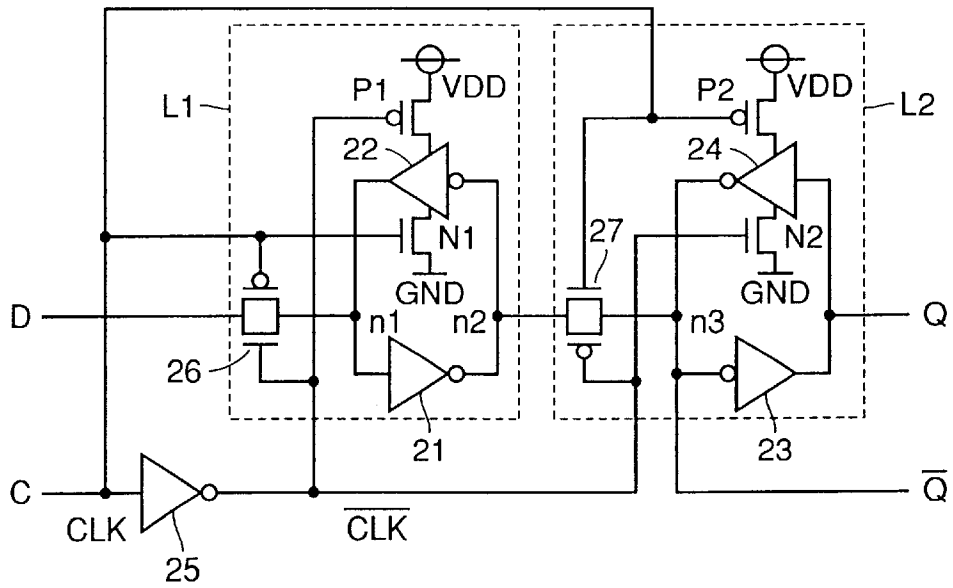 P1
VDD
L1
22
N1
GND
D
n1
n2
26
21
P2
VDD
L2
24
27
N2
GND
n3
Q
23
C
CLK
25
C̅L̅K̅
Q̅